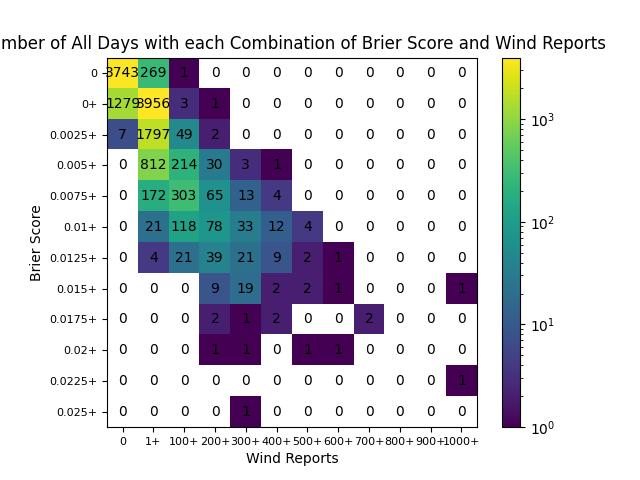 mber of All Days with each Combination of Brier Score and Wind Reports
0 3743 269 1 0 0 0 0 0 0 0 0 0
0+ 1279 3956 3 1 0 0 0 0 0 0 0 0
0.0025+ 7 1797 49 2 0 0 0 0 0 0 0 0
0.005+ 0 812 214 30 3 1 0 0 0 0 0 0
0.0075+ 0 172 303 65 13 4 0 0 0 0 0 0
0.01+ 0 21 118 78 33 12 4 0 0 0 0 0
0.0125+ 0 4 21 39 21 9 2 1 0 0 0 0
0.015+ 0 0 0 9 19 2 2 1 0 0 0 1
0.0175+ 0 0 0 2 1 2 0 0 2 0 0 0
0.02+ 0 0 0 1 1 0 1 1 0 0 0 0
0.0225+ 0 0 0 0 0 0 0 0 0 0 0 1
0.025+ 0 0 0 0 1 0 0 0 0 0 0 0
0 1+ 100+ 200+ 300+ 400+ 500+ 600+ 700+ 800+ 900+ 1000+
Wind Reports
Brier Score
10³
10²
10¹
10⁰